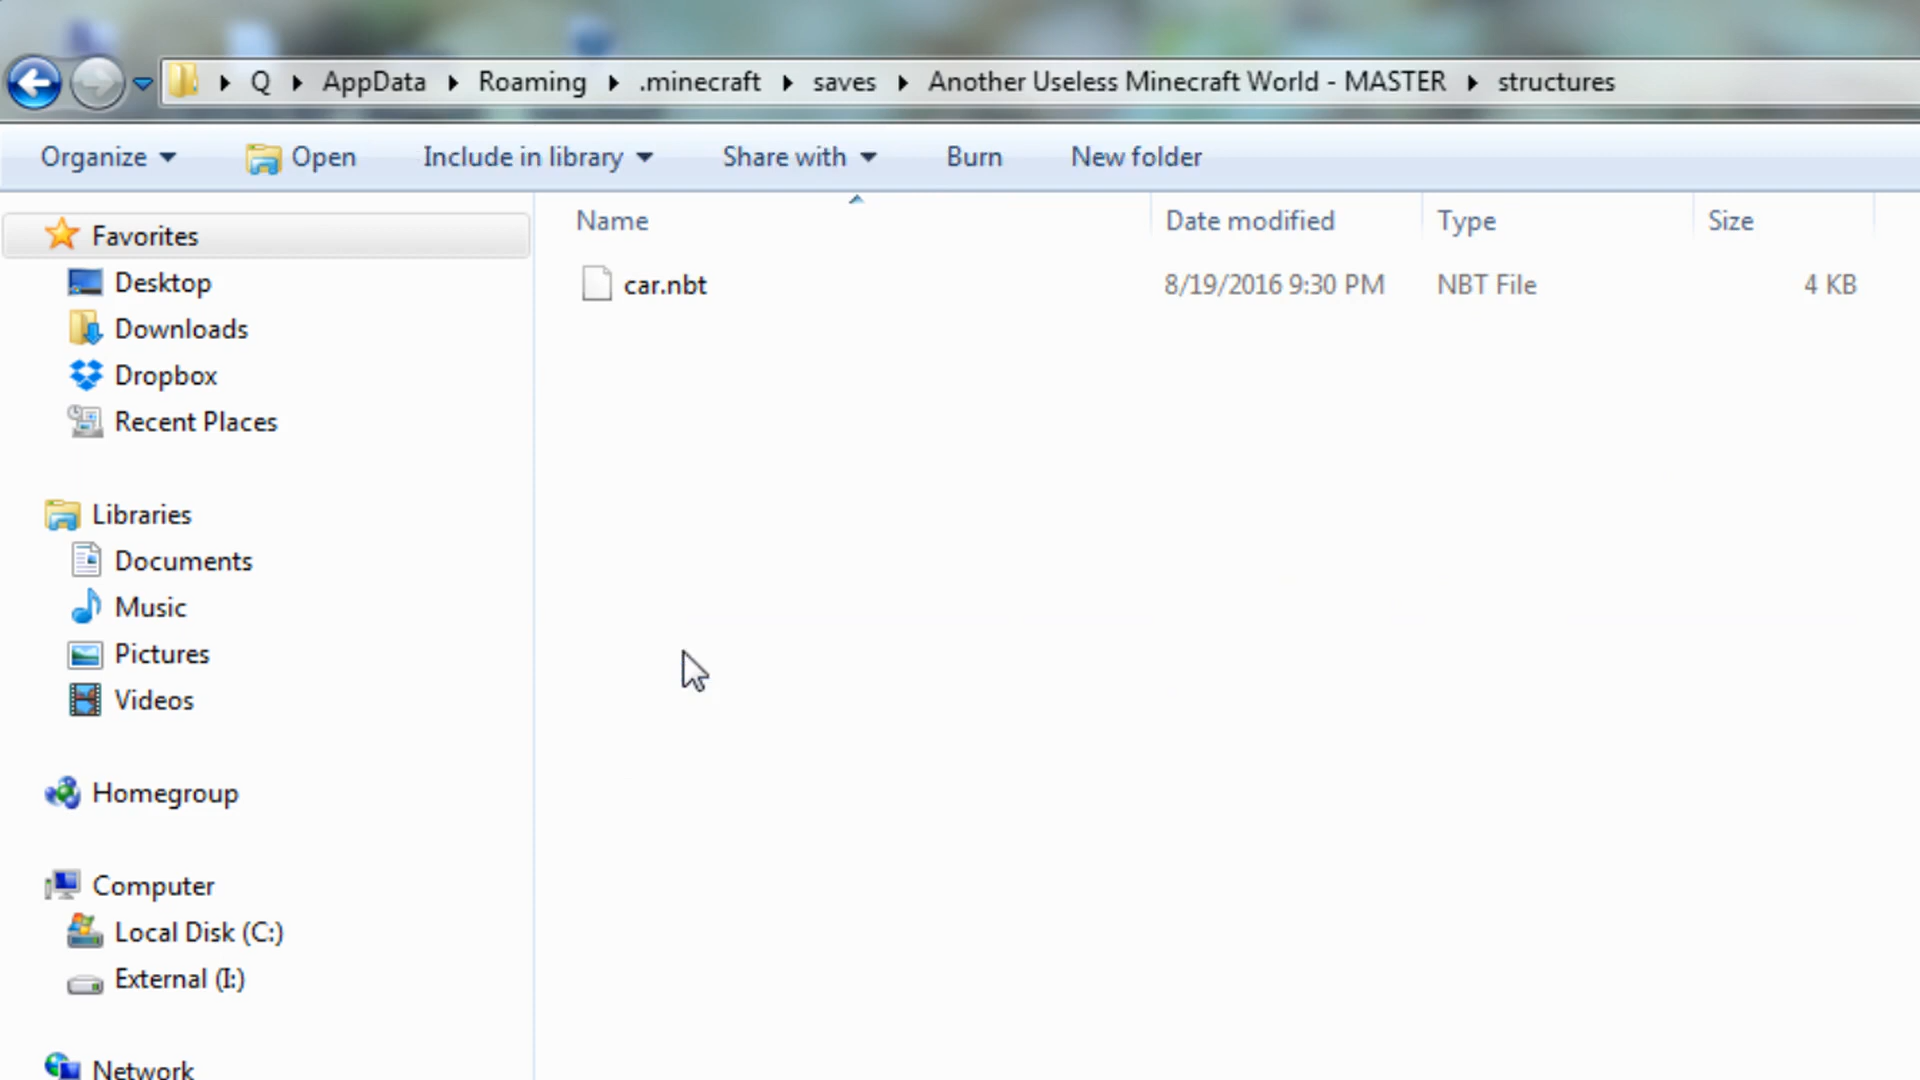 Q AppData Roaming .minecraft saves Another Useless Minecraft World - MASTER structures
Organize Open Include in library Share with Burn New folder
Name Date modified Type Size
car.nbt 8/19/2016 9:30 PM NBT File 4 KB
Favorites
Desktop
Downloads
Dropbox
Recent Places
Libraries
Documents
Music
Pictures
Videos
Homegroup
Computer
Local Disk (C:)
External (I:)
Network